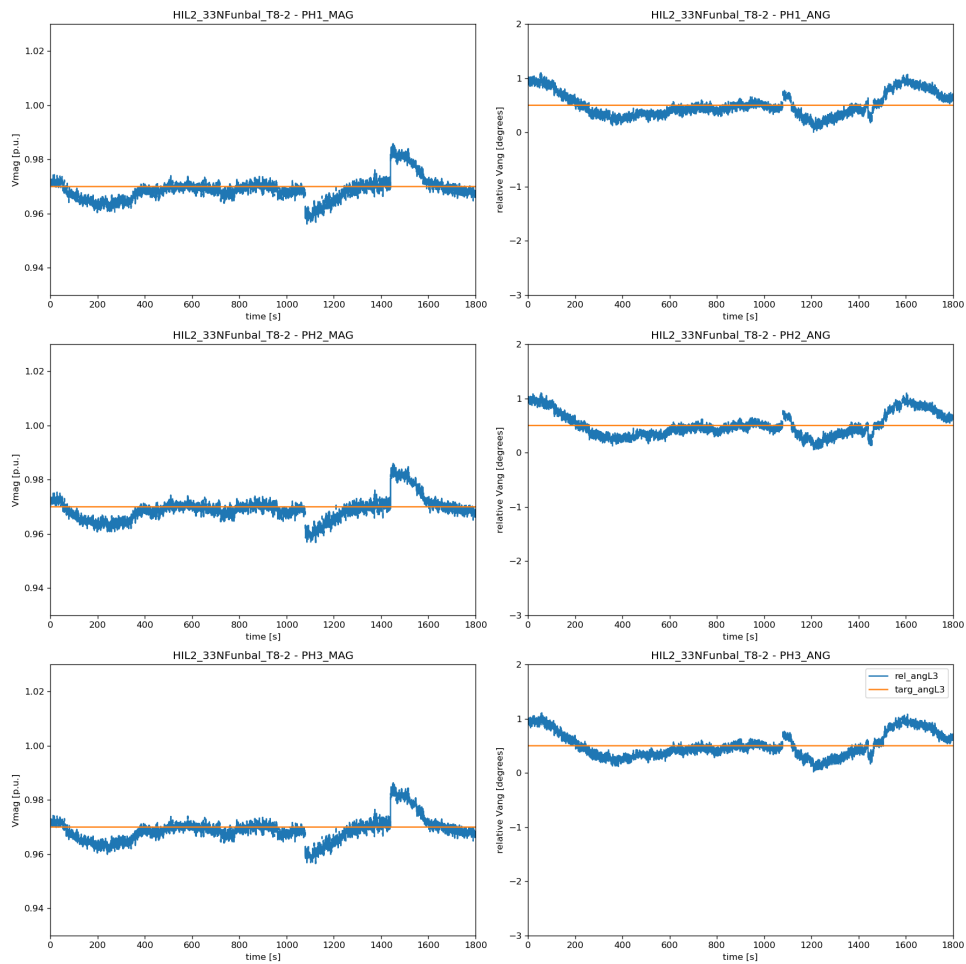 HIL2_33NFunbal_T8-2 - PH1_MAG
Vmag [p.u.]
1.02
1.00
0.98
0.96
0.94
0 200 400 600 800 1000 1200 1400 1600 1800
time [s]
HIL2_33NFunbal_T8-2 - PH1_ANG
relative Vang [degrees]
2
1
0
−1
−2
−3
0 200 400 600 800 1000 1200 1400 1600 1800
time [s]
HIL2_33NFunbal_T8-2 - PH2_MAG
Vmag [p.u.]
1.02
1.00
0.98
0.96
0.94
0 200 400 600 800 1000 1200 1400 1600 1800
time [s]
HIL2_33NFunbal_T8-2 - PH2_ANG
relative Vang [degrees]
2
1
0
−1
−2
−3
0 200 400 600 800 1000 1200 1400 1600 1800
time [s]
HIL2_33NFunbal_T8-2 - PH3_MAG
Vmag [p.u.]
1.02
1.00
0.98
0.96
0.94
0 200 400 600 800 1000 1200 1400 1600 1800
time [s]
HIL2_33NFunbal_T8-2 - PH3_ANG
relative Vang [degrees]
2
1
0
−1
−2
−3
rel_angL3
targ_angL3
0 200 400 600 800 1000 1200 1400 1600 1800
time [s]